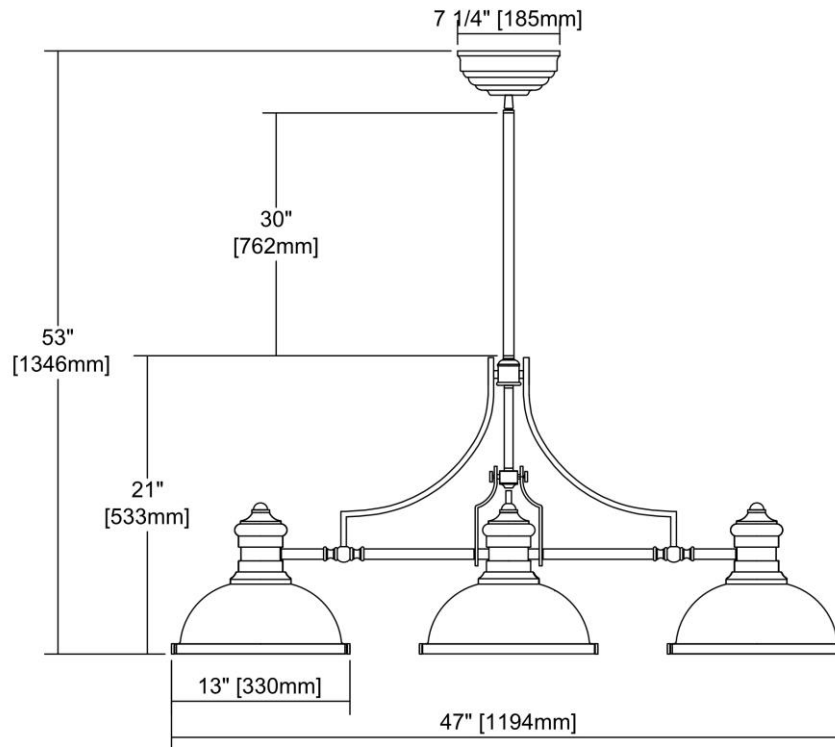 7 1/4" [185mm]
30"
[762mm]
53"
[1346mm]
21"
[533mm]
13" [330mm]
47" [1194mm]